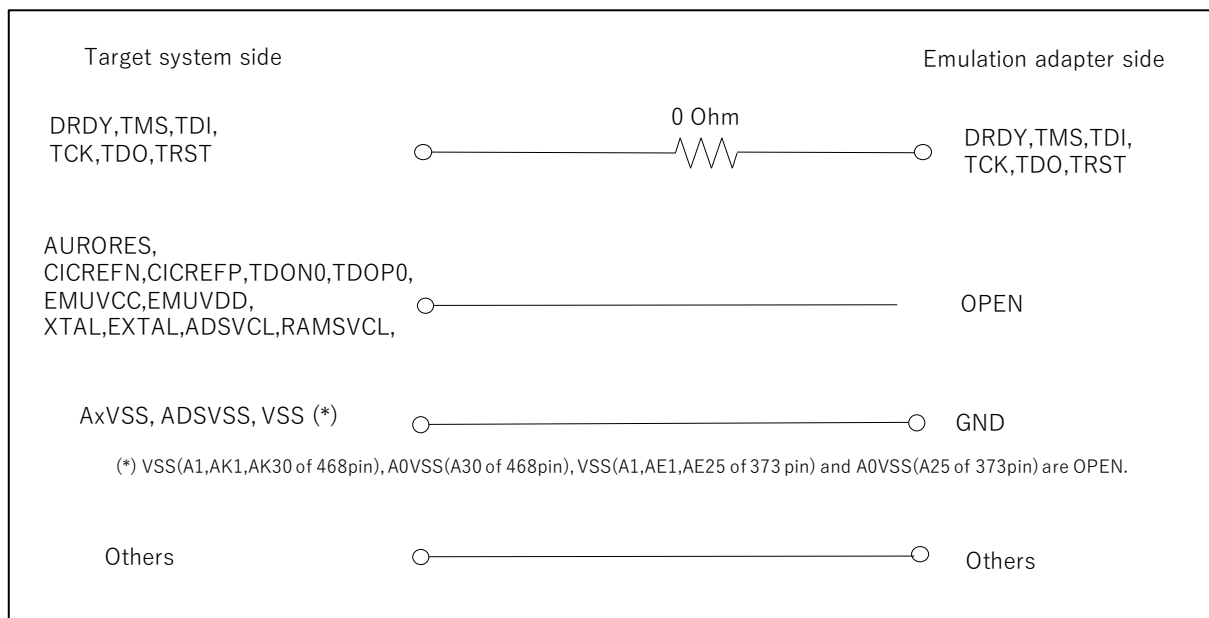 Target system side
Emulation adapter side
DRDY,TMS,TDI,
TCK,TDO,TRST
0 Ohm
DRDY,TMS,TDI,
TCK,TDO,TRST
AURORES,
CICREFN,CICREFP,TDON0,TDOP0,
EMUVCC,EMUVDD,
XTAL,EXTAL,ADSVCL,RAMSVCL,
OPEN
AxVSS, ADSVSS, VSS (*)
GND
(*) VSS(A1,AK1,AK30 of 468pin), A0VSS(A30 of 468pin), VSS(A1,AE1,AE25 of 373 pin) and A0VSS(A25 of 373pin) are OPEN.
Others
Others